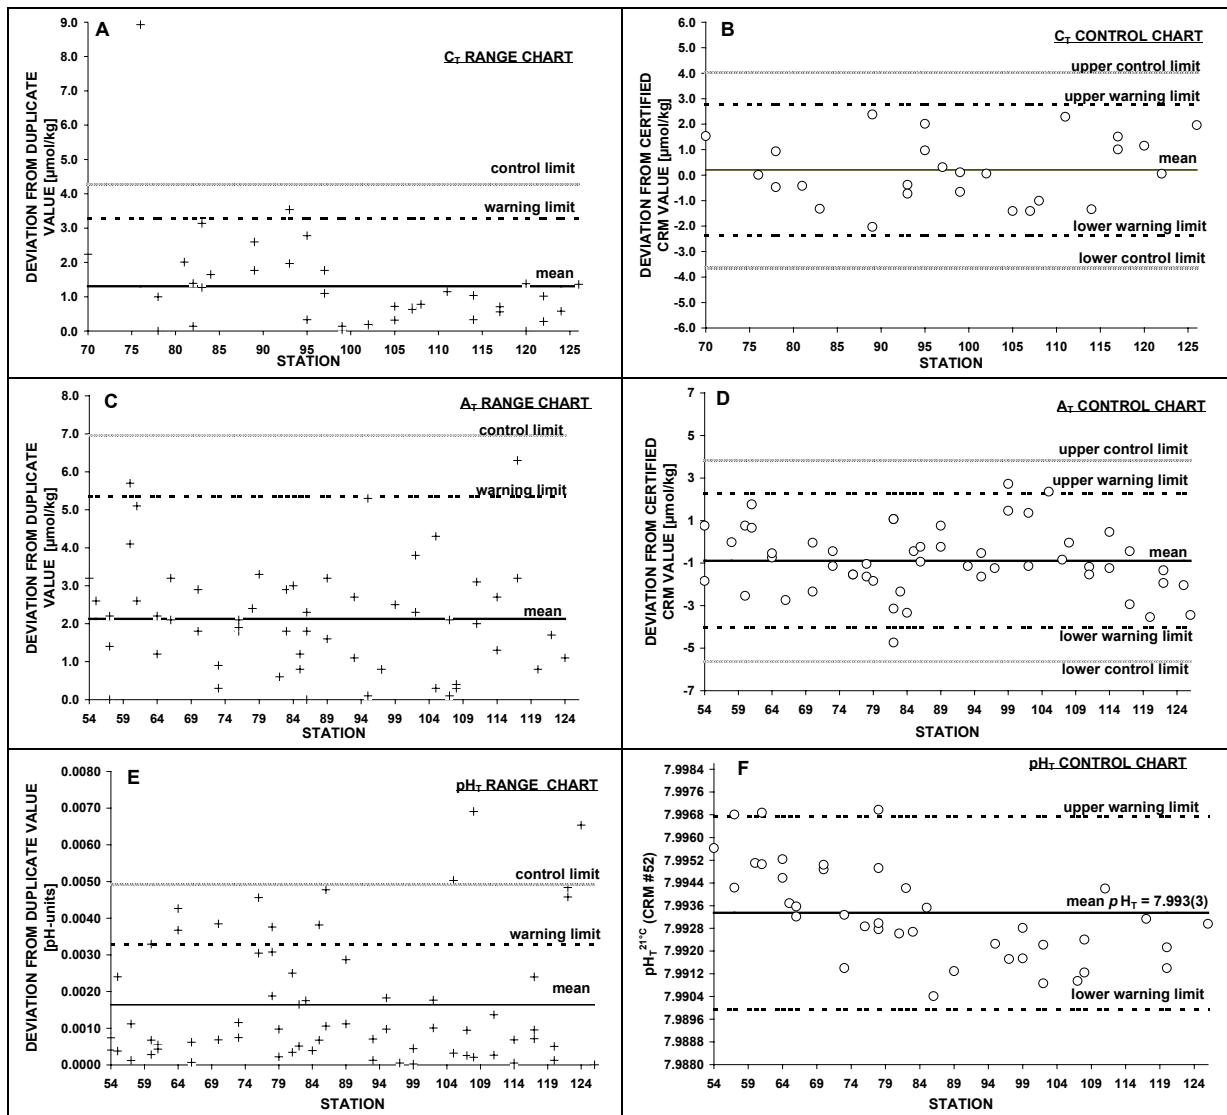 A
C_T RANGE CHART
DEVIATION FROM DUPLICATE
VALUE [µmol/kg]
9.0
8.0
7.0
6.0
5.0
4.0
3.0
2.0
1.0
0.0
control limit
warning limit
mean
70 75 80 85 90 95 100 105 110 115 120 125
STATION
B
C_T CONTROL CHART
DEVIATION FROM CERTIFIED
CRM VALUE [µmol/kg]
6.0
5.0
4.0
3.0
2.0
1.0
0.0
-1.0
-2.0
-3.0
-4.0
-5.0
-6.0
upper control limit
upper warning limit
mean
lower warning limit
lower control limit
70 75 80 85 90 95 100 105 110 115 120 125
STATION
C
A_T RANGE CHART
DEVIATION FROM DUPLICATE
VALUE [µmol/kg]
8.0
7.0
6.0
5.0
4.0
3.0
2.0
1.0
0.0
control limit
warning limit
mean
54 59 64 69 74 79 84 89 94 99 104 109 114 119 124
STATION
D
A_T CONTROL CHART
DEVIATION FROM CERTIFIED
CRM VALUE [µmol/kg]
7
5
3
1
-1
-3
-5
-7
upper control limit
upper warning limit
mean
lower warning limit
lower control limit
54 59 64 69 74 79 84 89 94 99 104 109 114 119 124
STATION
E
pH_T RANGE CHART
DEVIATION FROM DUPLICATE VALUE
[pH-units]
0.0080
0.0070
0.0060
0.0050
0.0040
0.0030
0.0020
0.0010
0.0000
control limit
warning limit
mean
54 59 64 69 74 79 84 89 94 99 104 109 114 119 124
STATION
F
pH_T CONTROL CHART
pH_T^21°C (CRM #52)
7.9984
7.9976
7.9968
7.9960
7.9952
7.9944
7.9936
7.9928
7.9920
7.9912
7.9904
7.9896
7.9888
7.9880
upper warning limit
mean pH_T = 7.993(3)
lower warning limit
54 59 64 69 74 79 84 89 94 99 104 109 114 119 124
STATION